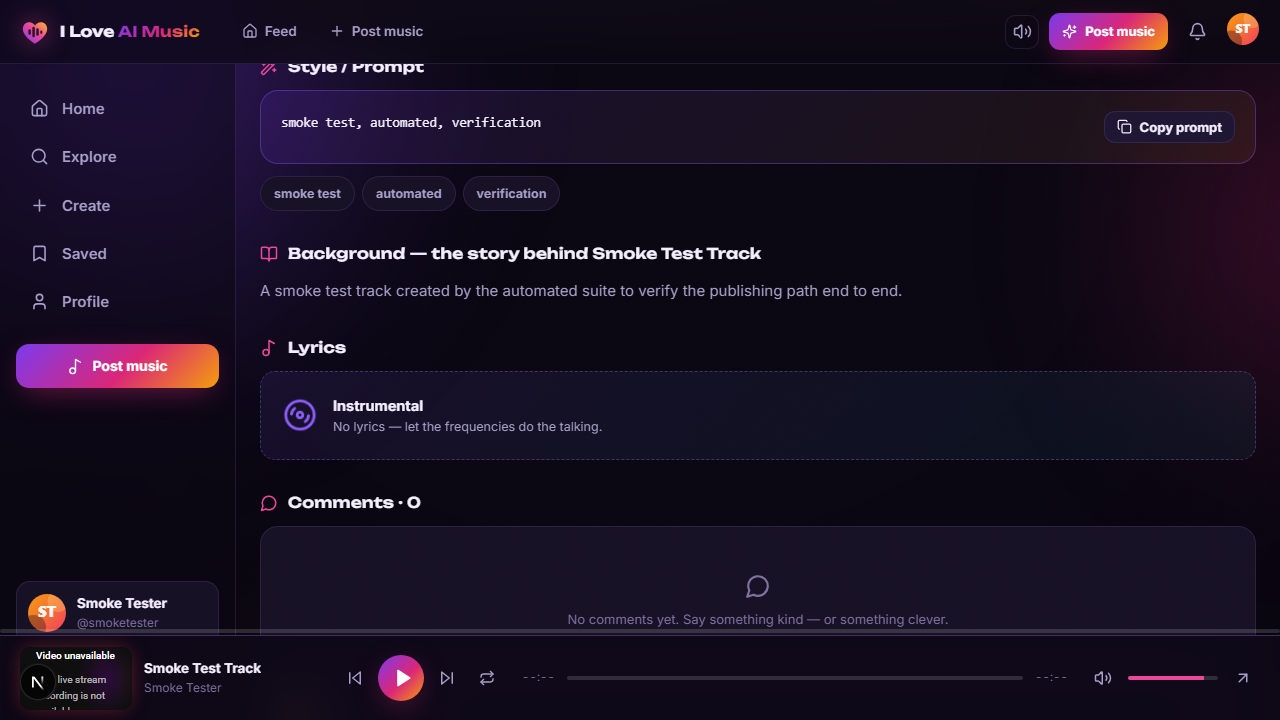 I Love AI Music
Feed
Post music
Post music
ST
Style / Prompt
Home
Explore
Create
Saved
Profile
Post music
smoke test, automated, verification
Copy prompt
smoke test
automated
verification
Background — the story behind Smoke Test Track
A smoke test track created by the automated suite to verify the publishing path end to end.
Lyrics
Instrumental
No lyrics — let the frequencies do the talking.
Comments · 0
No comments yet. Say something kind — or something clever.
ST
Smoke Tester
@smoketester
Video unavailable
live stream
is not
N
Smoke Test Track
Smoke Tester
--:--
--:--